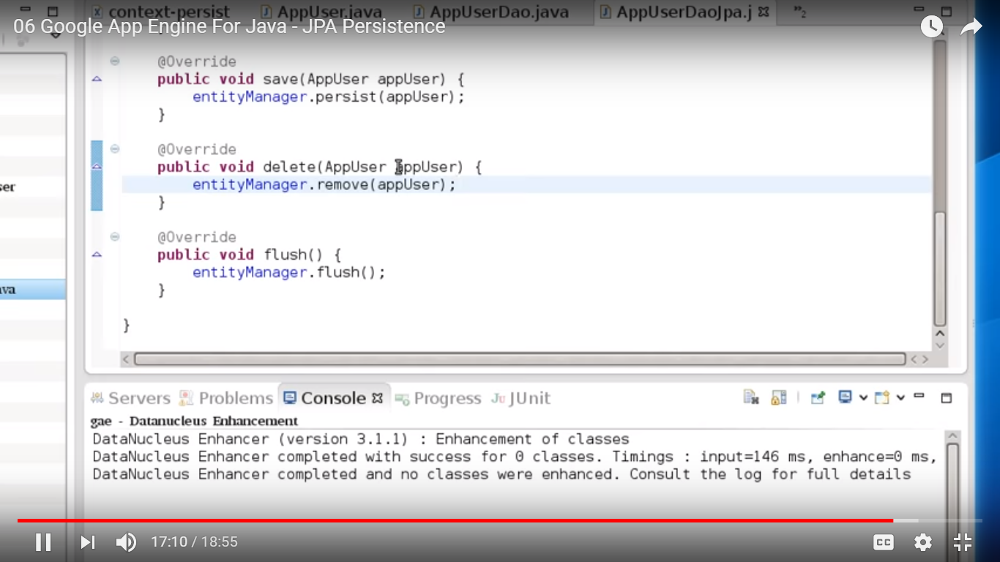 context-persist AppUser.java AppUserDao.java AppUserDaoJpa.j »2
06 Google App Engine For Java - JPA Persistence
@Override
public void save(AppUser appUser) {
entityManager.persist(appUser);
}
@Override
public void delete(AppUser appUser) {
ser
entityManager.remove(appUser);
}
@Override
public void flush() {
entityManager.flush();
ava
}
}
Servers Problems Console Progress Ju JUnit
gae - Datanucleus Enhancement
DataNucleus Enhancer (version 3.1.1) : Enhancement of classes
DataNucleus Enhancer completed with success for 0 classes. Timings : input=146 ms, enhance=0 ms,
DataNucleus Enhancer completed and no classes were enhanced. Consult the log for full details
17:10 / 18:55 CC